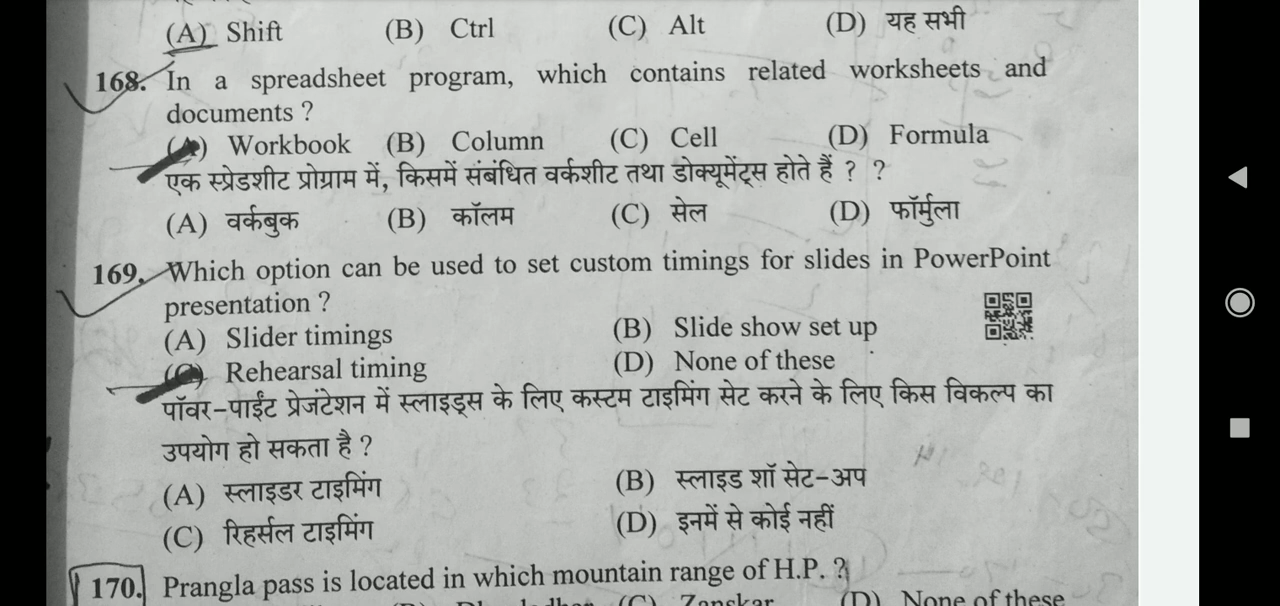 (A) Shift (B) Ctrl (C) Alt (D) यह सभी
168. In a spreadsheet program, which contains related worksheets and
documents ?
(A) Workbook (B) Column (C) Cell (D) Formula
एक स्प्रेडशीट प्रोग्राम में, किसमें संबंधित वर्कशीट तथा डोक्यूमेंट्स होते हैं ? ?
(A) वर्कबुक (B) कॉलम (C) सेल (D) फॉर्मुला
169. Which option can be used to set custom timings for slides in PowerPoint
presentation ?
(A) Slider timings (B) Slide show set up
(C) Rehearsal timing (D) None of these
पॉवर-पाईंट प्रेजंटेशन में स्लाइड्स के लिए कस्टम टाइमिंग सेट करने के लिए किस विकल्प का
उपयोग हो सकता है ?
(A) स्लाइडर टाइमिंग (B) स्लाइड शॉ सेट-अप
(C) रिहर्सल टाइमिंग (D) इनमें से कोई नहीं
170. Prangla pass is located in which mountain range of H.P. ?
(C) Zanskar (D) None of these